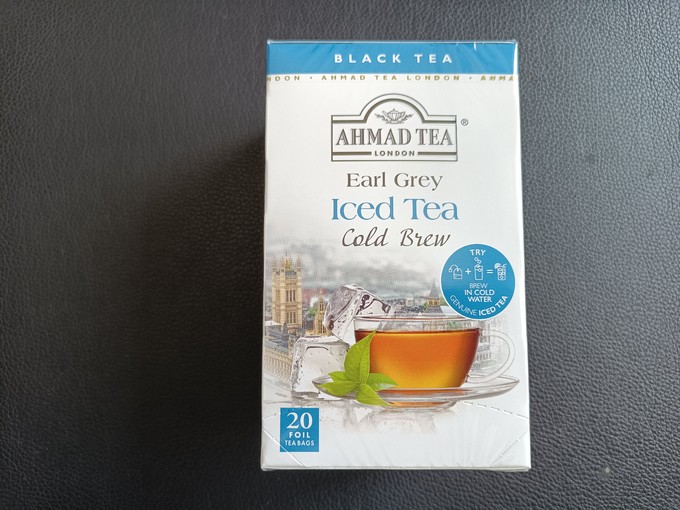 BLACK TEA
NDON • AHMAD TEA LONDON • AHMA
AHMAD TEA ®
LONDON
Earl Grey
Iced Tea
Cold Brew
TRY
+ =
BREW
IN COLD
WATER
GENUINE ICED TEA
20
FOIL
TEA BAGS